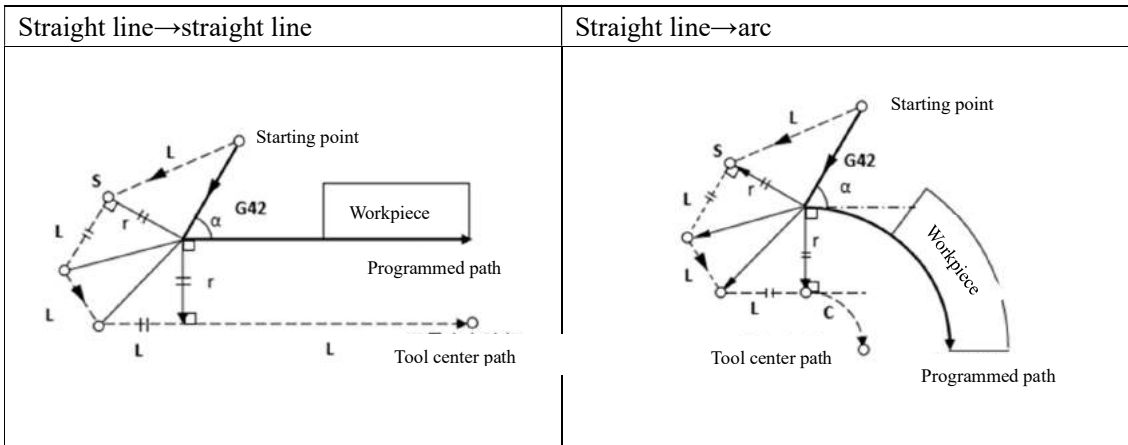 Straight line→straight line
Straight line→arc
Starting point
L
S
G42
α
r
L
Workpiece
Programmed path
L
r
L
L
Tool center path
Starting point
L
S
G42
r
α
L
Workpiece
r
L
L
C
Tool center path
Programmed path